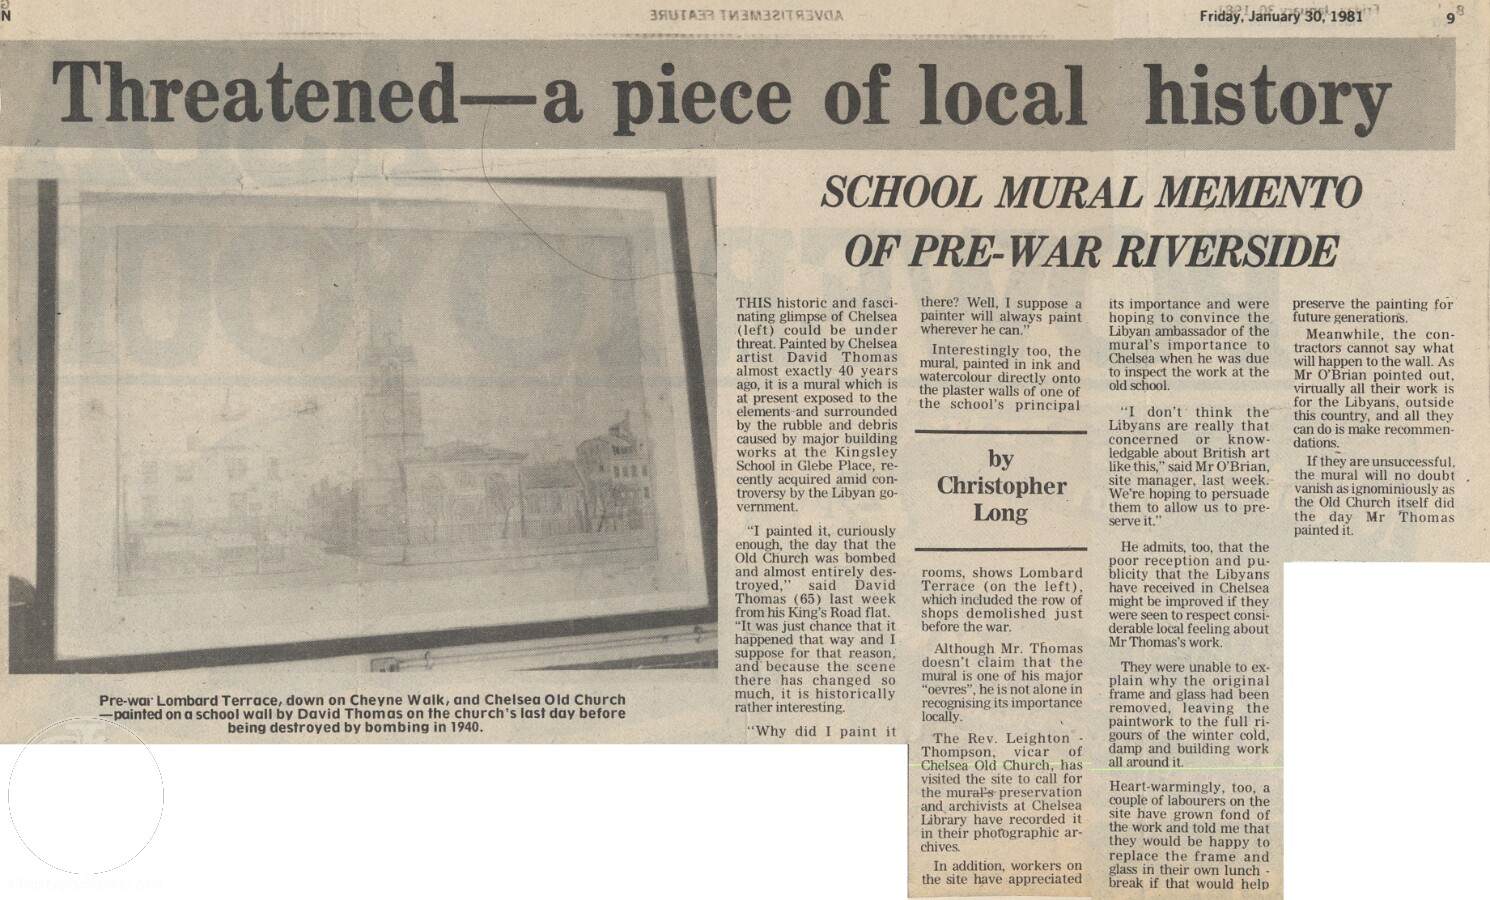 ADVERTISEMENT FEATURE
Friday, January 30, 1981
9
Threatened—a piece of local history
SCHOOL MURAL MEMENTO
OF PRE-WAR RIVERSIDE
Pre-war Lombard Terrace, down on Cheyne Walk, and Chelsea Old Church
—painted on a school wall by David Thomas on the church's last day before
being destroyed by bombing in 1940.
THIS historic and fasci-
nating glimpse of Chelsea
(left) could be under
threat. Painted by Chelsea
artist David Thomas
almost exactly 40 years
ago, it is a mural which is
at present exposed to the
elements and surrounded
by the rubble and debris
caused by major building
works at the Kingsley
School in Glebe Place, re-
cently acquired amid con-
troversy by the Libyan go-
vernment.
"I painted it, curiously
enough, the day that the
Old Church was bombed
and almost entirely des-
troyed," said David
Thomas (65) last week
from his King's Road flat.
"It was just chance that it
happened that way and I
suppose for that reason,
and because the scene
there has changed so
much, it is historically
rather interesting.
"Why did I paint it
there? Well, I suppose a
painter will always paint
wherever he can."
Interestingly too, the
mural, painted in ink and
watercolour directly onto
the plaster walls of one of
the school's principal
by
Christopher
Long
rooms, shows Lombard
Terrace (on the left),
which included the row of
shops demolished just
before the war.
Although Mr. Thomas
doesn't claim that the
mural is one of his major
"oevres", he is not alone in
recognising its importance
locally.
The Rev. Leighton -
Thompson, vicar of
Chelsea Old Church, has
visited the site to call for
the mural's preservation
and archivists at Chelsea
Library have recorded it
in their photographic ar-
chives.
In addition, workers on
the site have appreciated
its importance and were
hoping to convince the
Libyan ambassador of the
mural's importance to
Chelsea when he was due
to inspect the work at the
old school.
"I don't think the
Libyans are really that
concerned or know-
ledgable about British art
like this," said Mr O'Brian,
site manager, last week.
We're hoping to persuade
them to allow us to pre-
serve it."
He admits, too, that the
poor reception and pu-
blicity that the Libyans
have received in Chelsea
might be improved if they
were seen to respect consi-
derable local feeling about
Mr Thomas's work.
They were unable to ex-
plain why the original
frame and glass had been
removed, leaving the
paintwork to the full ri-
gours of the winter cold,
damp and building work
all around it.
Heart-warmingly, too, a
couple of labourers on the
site have grown fond of
the work and told me that
they would be happy to
replace the frame and
glass in their own lunch -
break if that would help
preserve the painting for
future generations.
Meanwhile, the con-
tractors cannot say what
will happen to the wall. As
Mr O'Brian pointed out,
virtually all their work is
for the Libyans, outside
this country, and all they
can do is make recommen-
dations.
If they are unsuccessful,
the mural will no doubt
vanish as ignominiously as
the Old Church itself did
the day Mr Thomas
painted it.